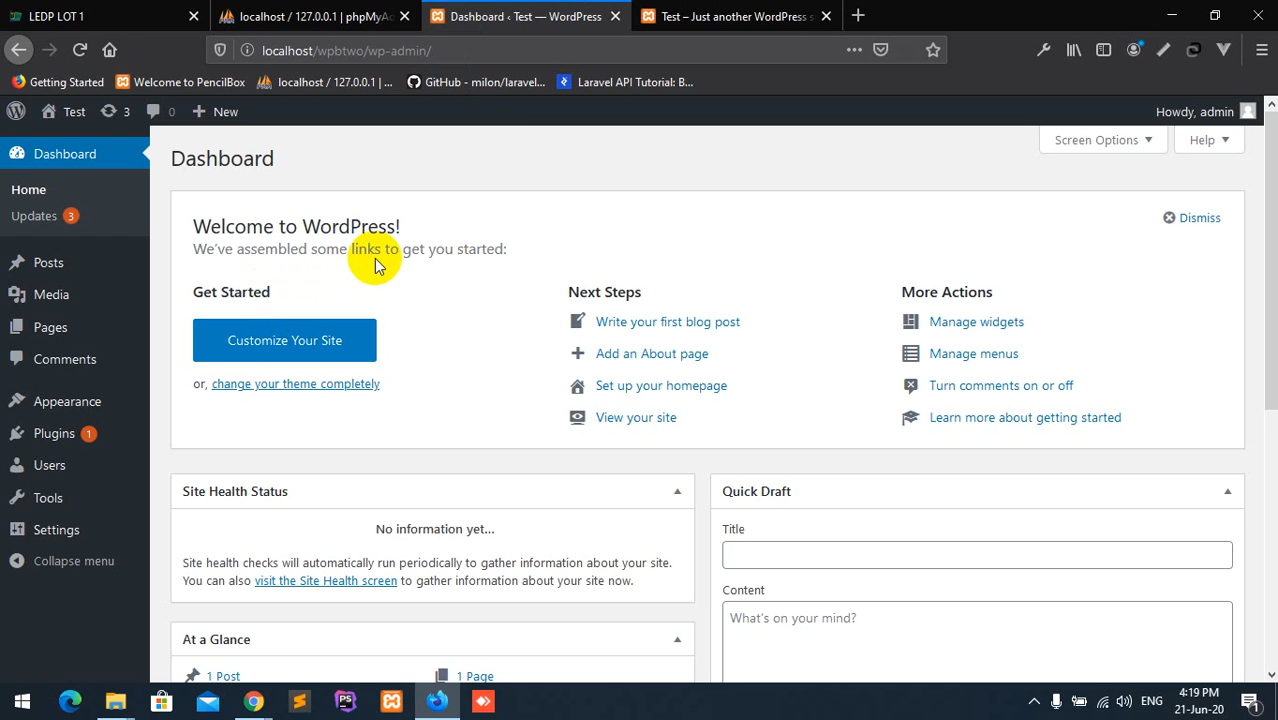 LEDP LOT 1
localhost / 127.0.0.1 | phpMyAd
Dashboard ‹ Test — WordPress
Test – Just another WordPress s
localhost/wpbtwo/wp-admin/
Getting Started
Welcome to PencilBox
localhost / 127.0.0.1 | ...
GitHub - milon/laravel...
Laravel API Tutorial: B...
Test
3
0
New
Howdy, admin
Dashboard
Home
Updates 3
Posts
Media
Pages
Comments
Appearance
Plugins 1
Users
Tools
Settings
Collapse menu
Dashboard
Screen Options
Help
Welcome to WordPress!
We've assembled some links to get you started:
Dismiss
Get Started
Customize Your Site
or, change your theme completely
Next Steps
Write your first blog post
Add an About page
Set up your homepage
View your site
More Actions
Manage widgets
Manage menus
Turn comments on or off
Learn more about getting started
Site Health Status
No information yet...
Site health checks will automatically run periodically to gather information about your site.
You can also visit the Site Health screen to gather information about your site now.
At a Glance
1 Post
1 Page
Quick Draft
Title
Content
What's on your mind?
PS
ENG
4:19 PM
21-Jun-20
1